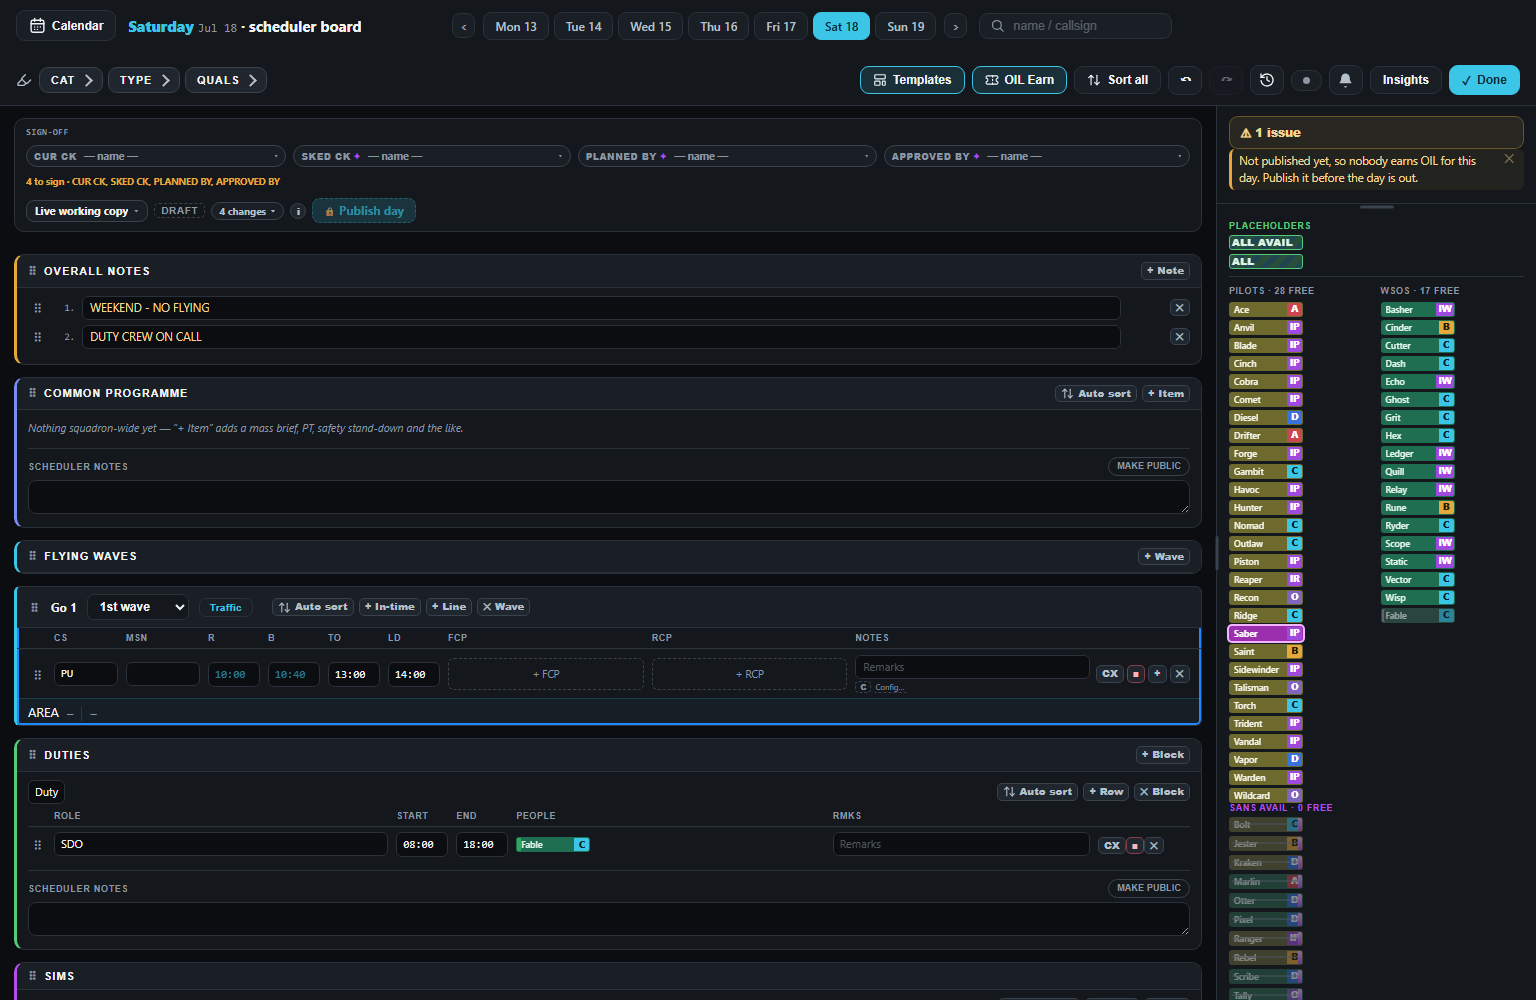 Calendar
Saturday Jul 18 · scheduler board
‹ Mon 13 Tue 14 Wed 15 Thu 16 Fri 17 Sat 18 Sun 19 ›
name / callsign
CAT TYPE QUALS
Templates OIL Earn Sort all Insights ✓ Done
SIGN-OFF
CUR CK — name —
SKED CK ✦ — name —
PLANNED BY ✦ — name —
APPROVED BY ✦ — name —
4 to sign · CUR CK, SKED CK, PLANNED BY, APPROVED BY
Live working copy DRAFT 4 changes i Publish day
OVERALL NOTES + Note
1. WEEKEND - NO FLYING
2. DUTY CREW ON CALL
COMMON PROGRAMME Auto sort + Item
Nothing squadron-wide yet — "+ Item" adds a mass brief, PT, safety stand-down and the like.
SCHEDULER NOTES MAKE PUBLIC
FLYING WAVES + Wave
Go 1 1st wave Traffic Auto sort + In-time + Line ✕ Wave
CS MSN R B TO LD FCP RCP NOTES
PU 10:00 10:40 13:00 14:00 + FCP + RCP Remarks CX + ✕
C Config...
AREA – –
DUTIES + Block
Duty Auto sort + Row ✕ Block
ROLE START END PEOPLE RMKS
SDO 08:00 18:00 Fable C Remarks CX ✕
SCHEDULER NOTES MAKE PUBLIC
SIMS
⚠ 1 issue
Not published yet, so nobody earns OIL for this
day. Publish it before the day is out.
PLACEHOLDERS
ALL AVAIL
ALL
PILOTS · 28 FREE
Ace A
Anvil IP
Blade IP
Cinch IP
Cobra IP
Comet IP
Diesel D
Drifter A
Forge IP
Gambit C
Havoc IP
Hunter IP
Nomad C
Outlaw C
Piston IP
Reaper IR
Recon O
Ridge C
Saber IP
Saint B
Sidewinder IP
Talisman O
Torch C
Trident IP
Vandal IP
Vapor D
Warden IP
Wildcard O
WSOS · 17 FREE
Basher IW
Cinder B
Cutter C
Dash C
Echo IW
Ghost C
Grit C
Hex C
Ledger IW
Quill IW
Relay IW
Rune B
Ryder C
Scope IW
Static IW
Vector C
Wisp C
Fable C
SANS AVAIL · 0 FREE
Bolt C
Jester B
Kraken D
Marlin A
Otter D
Pixel D
Ranger IP
Rebel B
Scribe D
Tally O